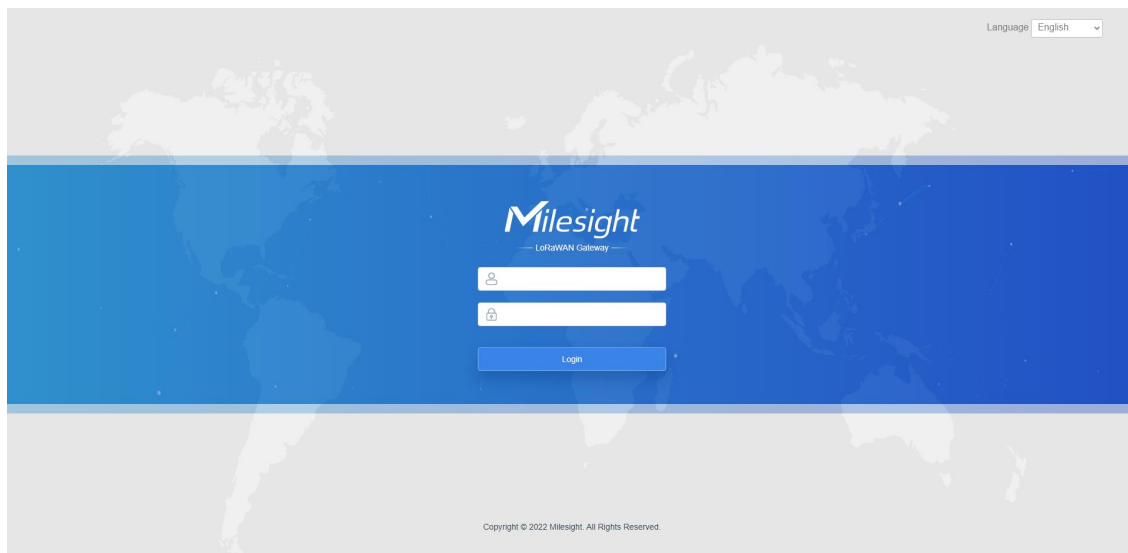 Language English
Milesight
LoRaWAN Gateway
Login
Copyright © 2022 Milesight. All Rights Reserved.